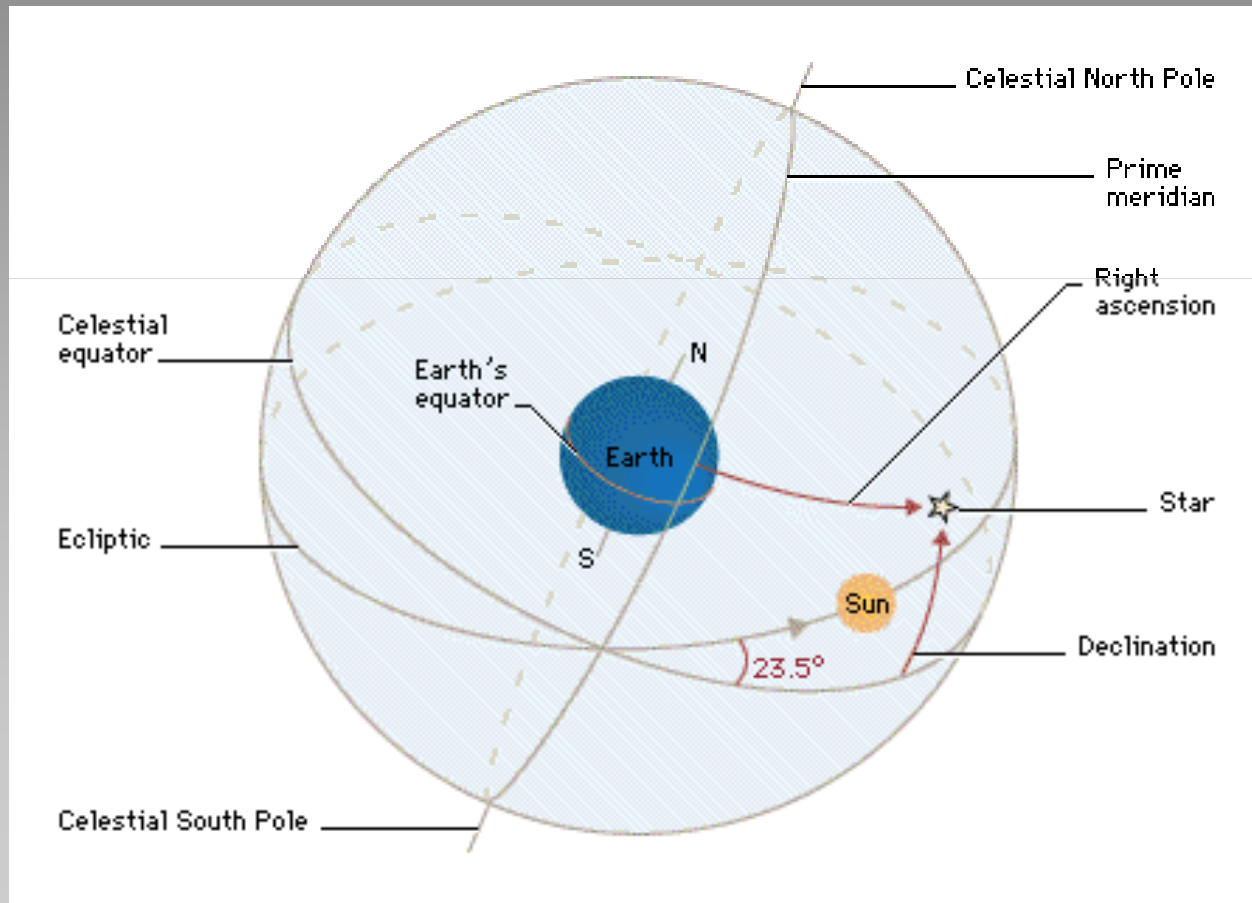 Celestial North Pole
Prime
meridian
Right
ascension
Celestial
equator
Earth's
equator
N
Earth
Star
Ecliptic
S
Sun
Declination
23.5°
Celestial South Pole